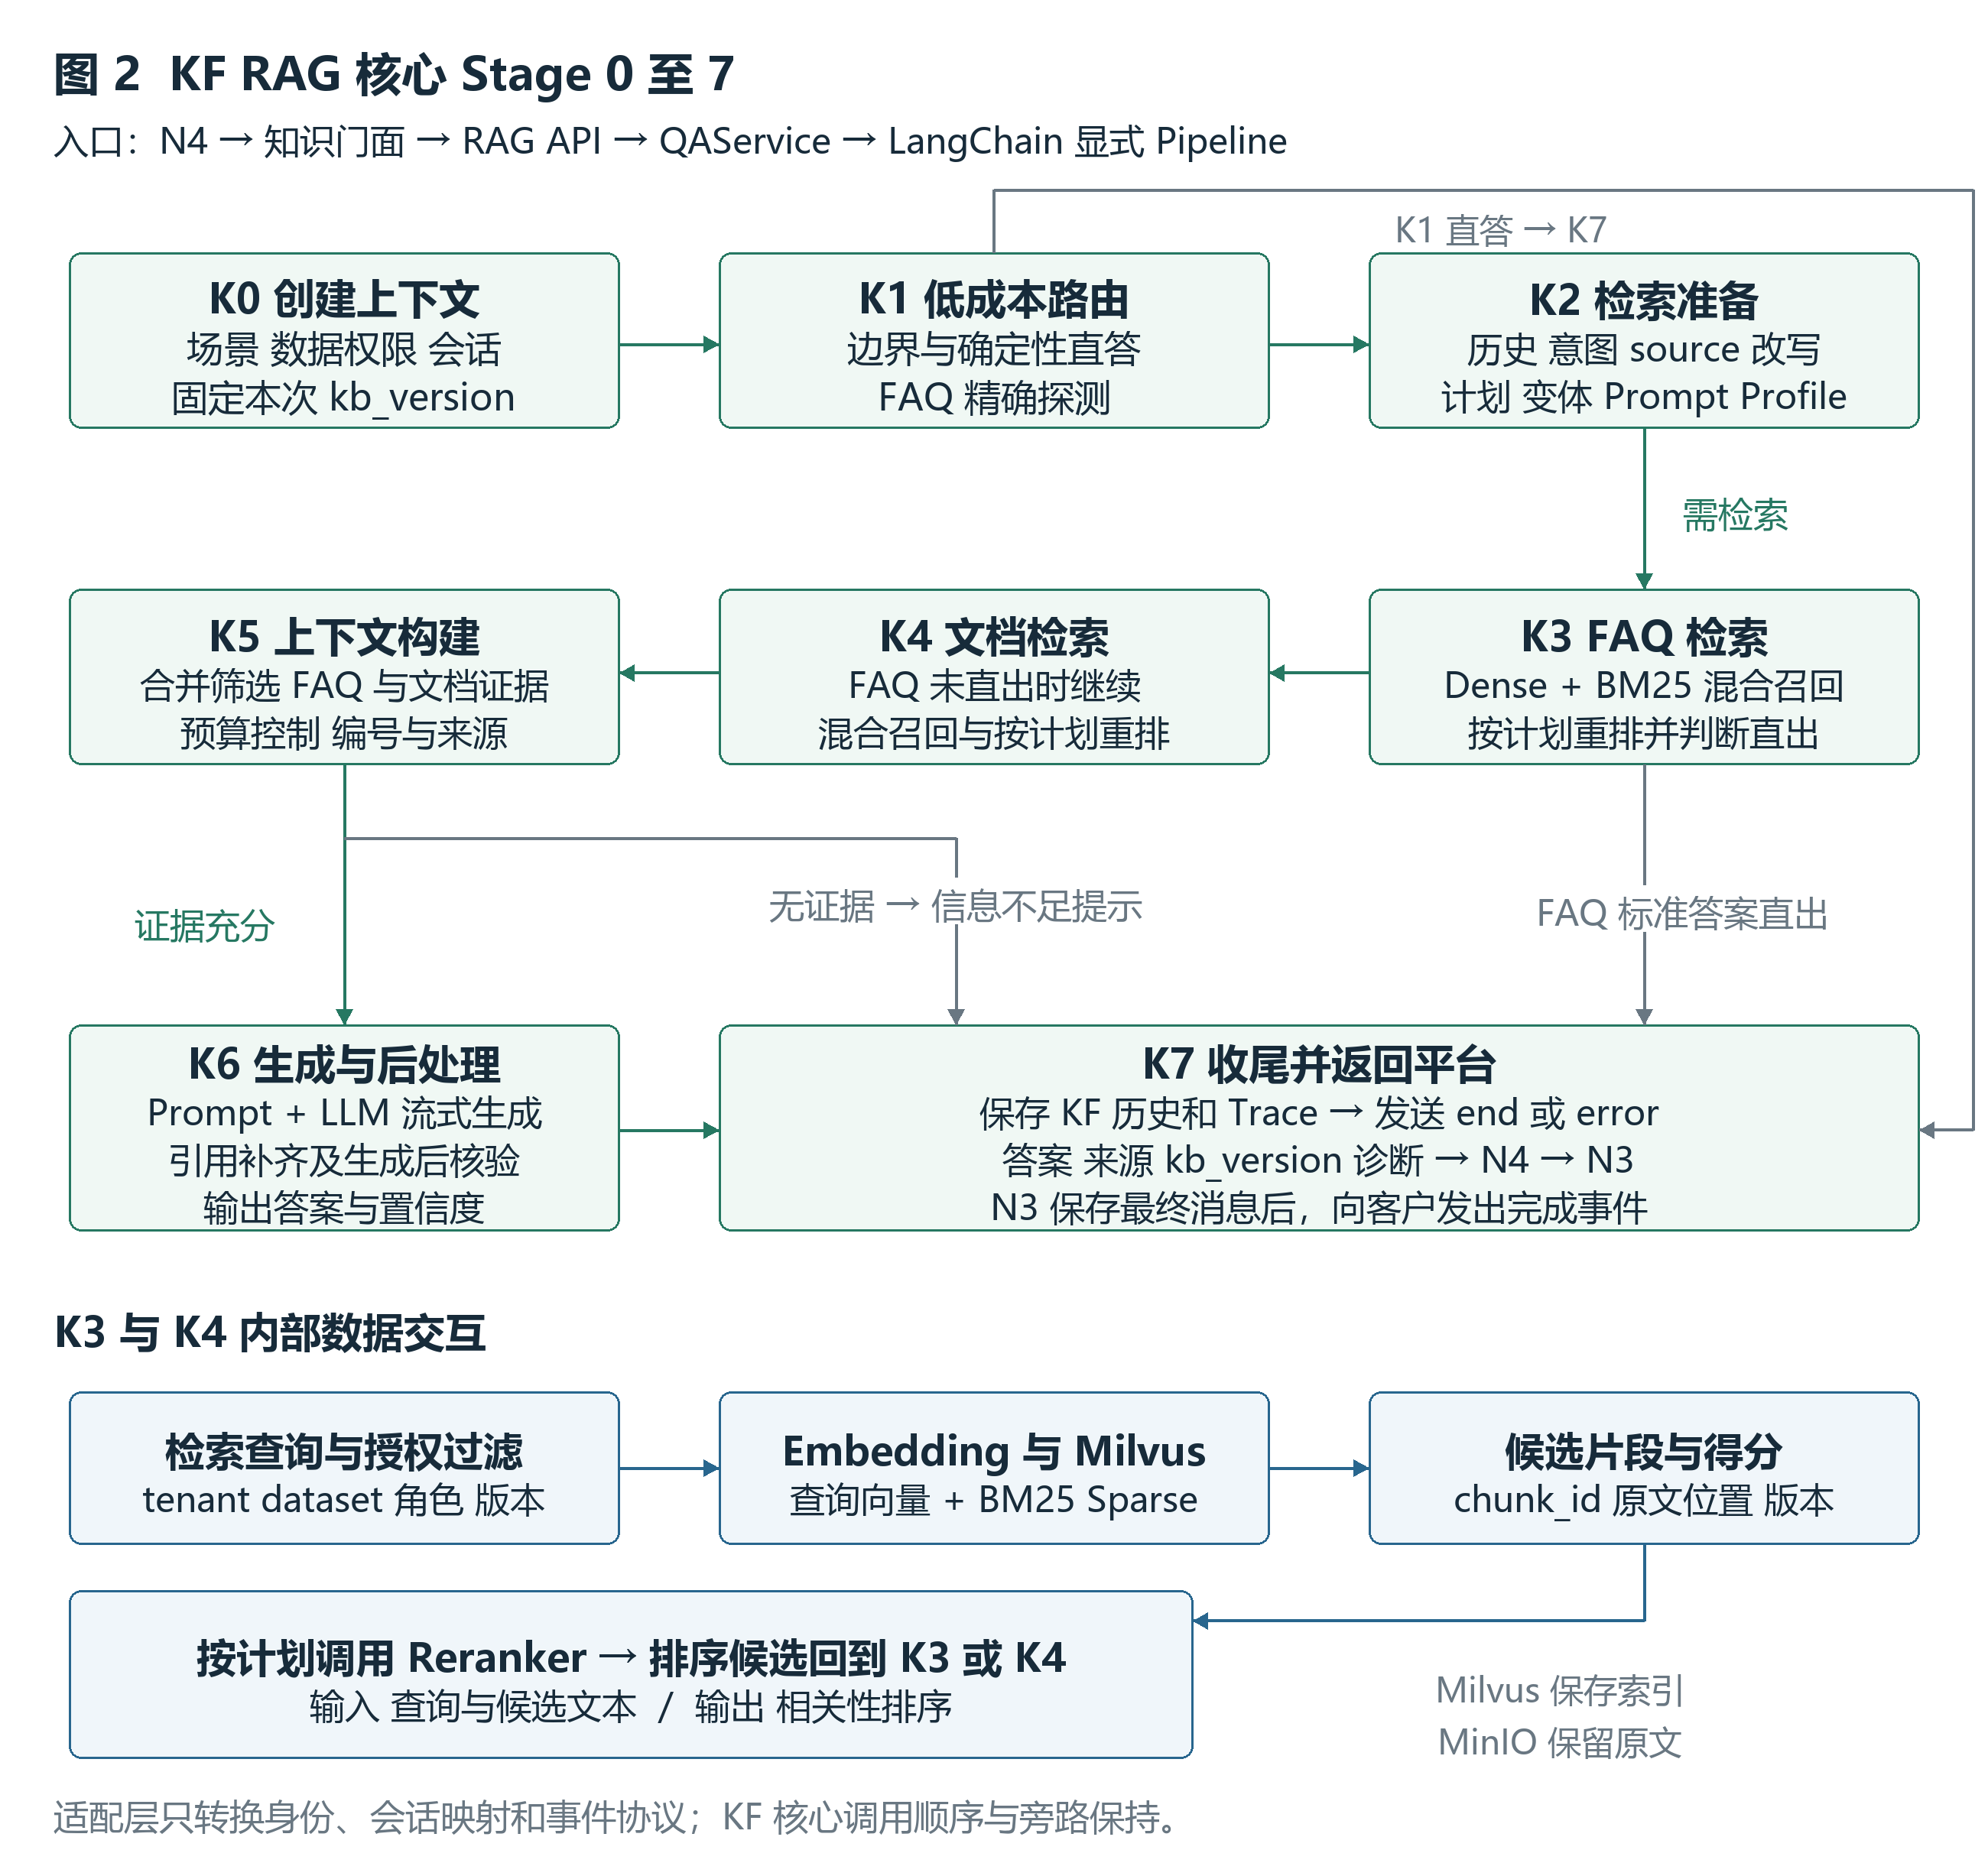 图 2  KF RAG 核心 Stage 0 至 7
入口：N4 → 知识门面 → RAG API → QAService → LangChain 显式 Pipeline
K1 直答 → K7
K0 创建上下文
场景 数据权限 会话
固定本次 kb_version
K1 低成本路由
边界与确定性直答
FAQ 精确探测
K2 检索准备
历史 意图 source 改写
计划 变体 Prompt Profile
需检索
K5 上下文构建
合并筛选 FAQ 与文档证据
预算控制 编号与来源
K4 文档检索
FAQ 未直出时继续
混合召回与按计划重排
K3 FAQ 检索
Dense + BM25 混合召回
按计划重排并判断直出
证据充分
无证据 → 信息不足提示
FAQ 标准答案直出
K6 生成与后处理
Prompt + LLM 流式生成
引用补齐及生成后核验
输出答案与置信度
K7 收尾并返回平台
保存 KF 历史和 Trace → 发送 end 或 error
答案 来源 kb_version 诊断 → N4 → N3
N3 保存最终消息后，向客户发出完成事件
K3 与 K4 内部数据交互
检索查询与授权过滤
tenant dataset 角色 版本
Embedding 与 Milvus
查询向量 + BM25 Sparse
候选片段与得分
chunk_id 原文位置 版本
按计划调用 Reranker → 排序候选回到 K3 或 K4
输入 查询与候选文本 / 输出 相关性排序
Milvus 保存索引
MinIO 保留原文
适配层只转换身份、会话映射和事件协议；KF 核心调用顺序与旁路保持。